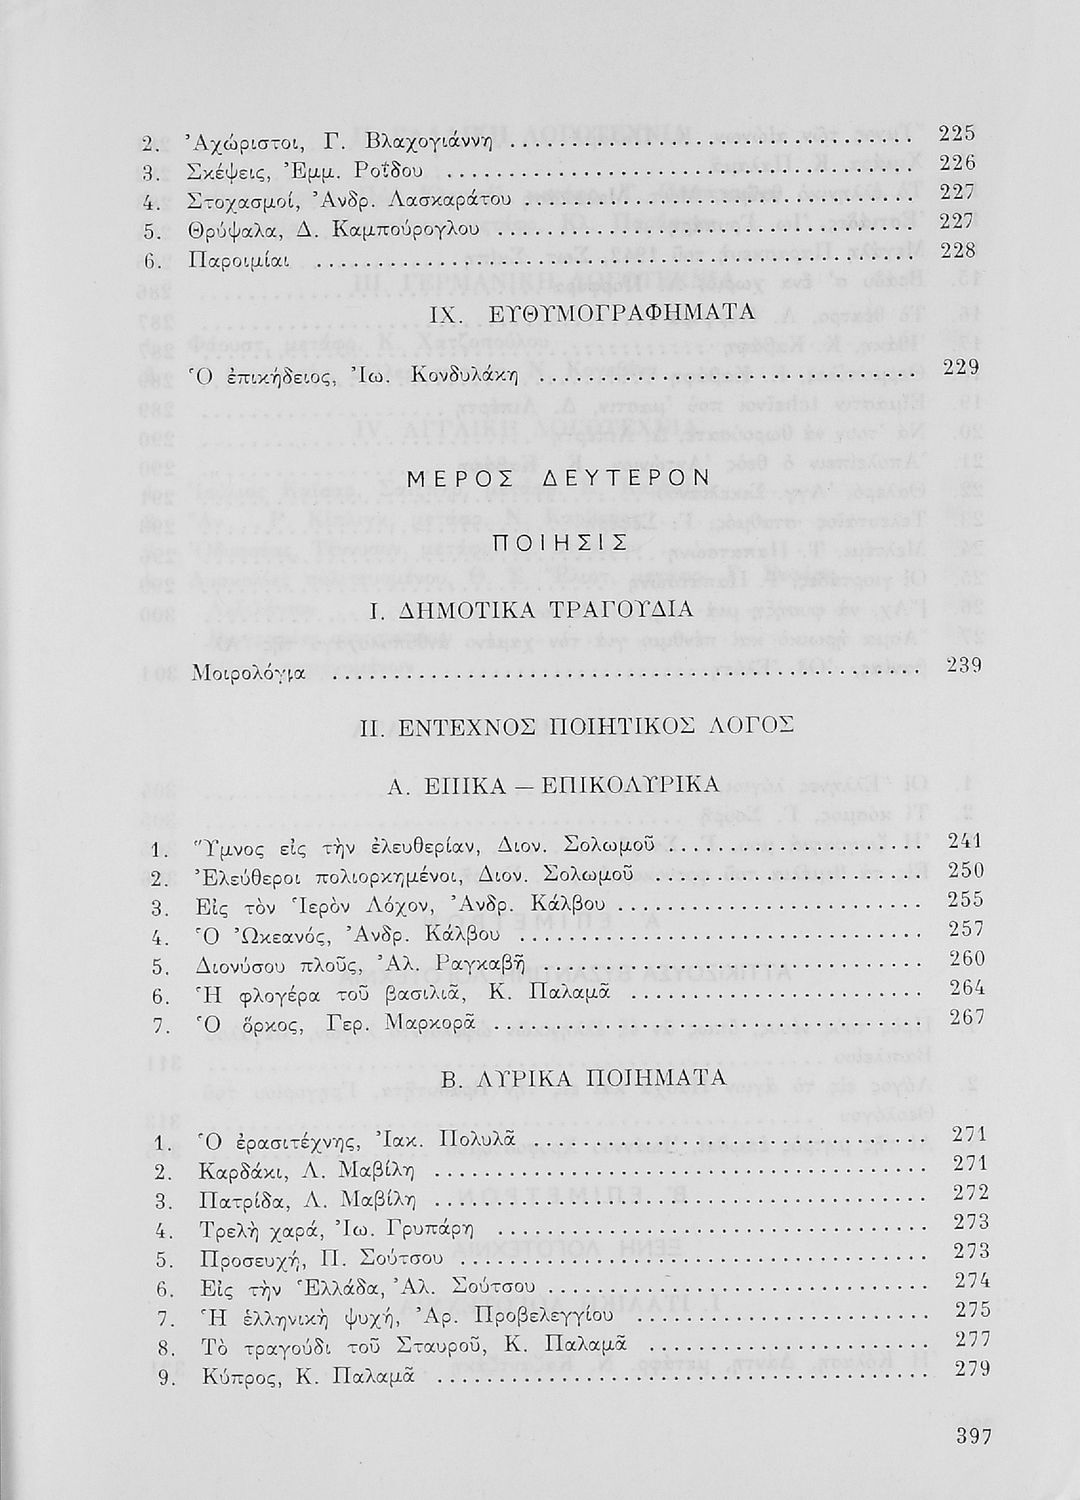 2. Ἀχώριστοι, Γ. Βλαχογιάννη ........ 225
3. Σκέψεις, Ἐμμ. Ροΐδου ........ 226
4. Στοχασμοί, Ἀνδρ. Λασκαράτου ........ 227
5. Θρύψαλα, Δ. Καμπούρογλου ........ 227
6. Παροιμίαι ........ 228
IX. ΕΥΘΥΜΟΓΡΑΦΗΜΑΤΑ
Ὁ ἐπικήδειος, Ἰω. Κονδυλάκη ........ 229
ΜΕΡΟΣ ΔΕΥΤΕΡΟΝ
ΠΟΙΗΣΙΣ
I. ΔΗΜΟΤΙΚΑ ΤΡΑΓΟΥΔΙΑ
Μοιρολόγια ........ 239
II. ΕΝΤΕΧΝΟΣ ΠΟΙΗΤΙΚΟΣ ΛΟΓΟΣ
Α. ΕΠΙΚΑ – ΕΠΙΚΟΛΥΡΙΚΑ
1. Ὕμνος εἰς τὴν ἐλευθερίαν, Διον. Σολωμοῦ ........ 241
2. Ἐλεύθεροι πολιορκημένοι, Διον. Σολωμοῦ ........ 250
3. Εἰς τὸν Ἱερὸν Λόχον, Ἀνδρ. Κάλβου ........ 255
4. Ὁ Ὠκεανός, Ἀνδρ. Κάλβου ........ 257
5. Διονύσου πλοῦς, Ἀλ. Ραγκαβῆ ........ 260
6. Ἡ φλογέρα τοῦ βασιλιᾶ, Κ. Παλαμᾶ ........ 264
7. Ὁ ὅρκος, Γερ. Μαρκορᾶ ........ 267
Β. ΛΥΡΙΚΑ ΠΟΙΗΜΑΤΑ
1. Ὁ ἐρασιτέχνης, Ἰακ. Πολυλᾶ ........ 271
2. Καρδάκι, Λ. Μαβίλη ........ 271
3. Πατρίδα, Λ. Μαβίλη ........ 272
4. Τρελὴ χαρά, Ἰω. Γρυπάρη ........ 273
5. Προσευχή, Π. Σούτσου ........ 273
6. Εἰς τὴν Ἑλλάδα, Ἀλ. Σούτσου ........ 274
7. Ἡ ἑλληνικὴ ψυχή, Ἀρ. Προβελεγγίου ........ 275
8. Τὸ τραγούδι τοῦ Σταυροῦ, Κ. Παλαμᾶ ........ 277
9. Κύπρος, Κ. Παλαμᾶ ........ 279
397